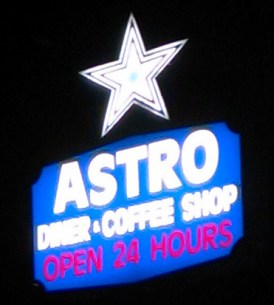 ASTRO
DINER & COFFEE SHOP
OPEN 24 HOURS